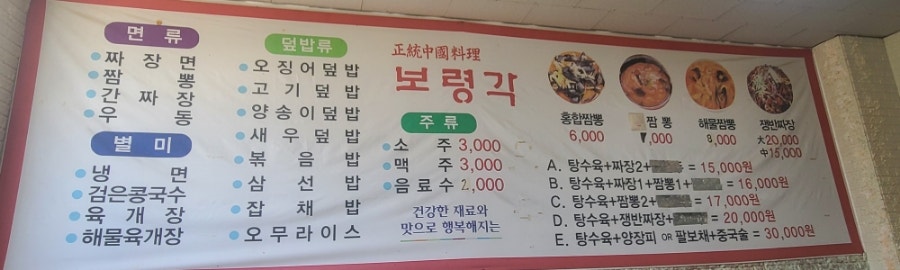 면 류
짜 장 면
짬 뽕
간 짜 장
우 동
별 미
냉 면
검은콩국수
육 개 장
해물육개장
덮밥류
오징어덮밥
고 기 덮 밥
양송이덮밥
새 우 덮 밥
볶 음 밥
삼 선 밥
잡 채 밥
오 무 라 이 스
正統中國料理
보령각
주 류
소 주 3,000
맥 주 3,000
음료수 2,000
건강한 재료와
맛으로 행복해지는
홍합짬뽕
6,000
짬 뽕
7,000
해물짬뽕
8,000
쟁반짜장
大20,000
中15,000
A. 탕수육+짜장2+ = 15,000원
B. 탕수육+짜장1+짬뽕1+ = 16,000원
C. 탕수육+짬뽕2+ = 17,000원
D. 탕수육+쟁반짜장+ = 20,000원
E. 탕수육+양장피 OR 팔보채+중국술 = 30,000원